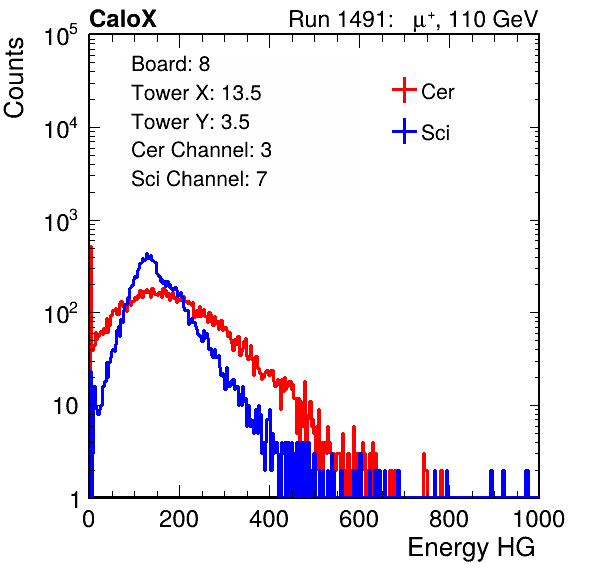 CaloX Run 1491: μ⁺, 110 GeV
Counts
10⁵
10⁴
10³
10²
10
1
Board: 8
Tower X: 13.5
Tower Y: 3.5
Cer Channel: 3
Sci Channel: 7
Cer
Sci
0 200 400 600 800 1000
Energy HG